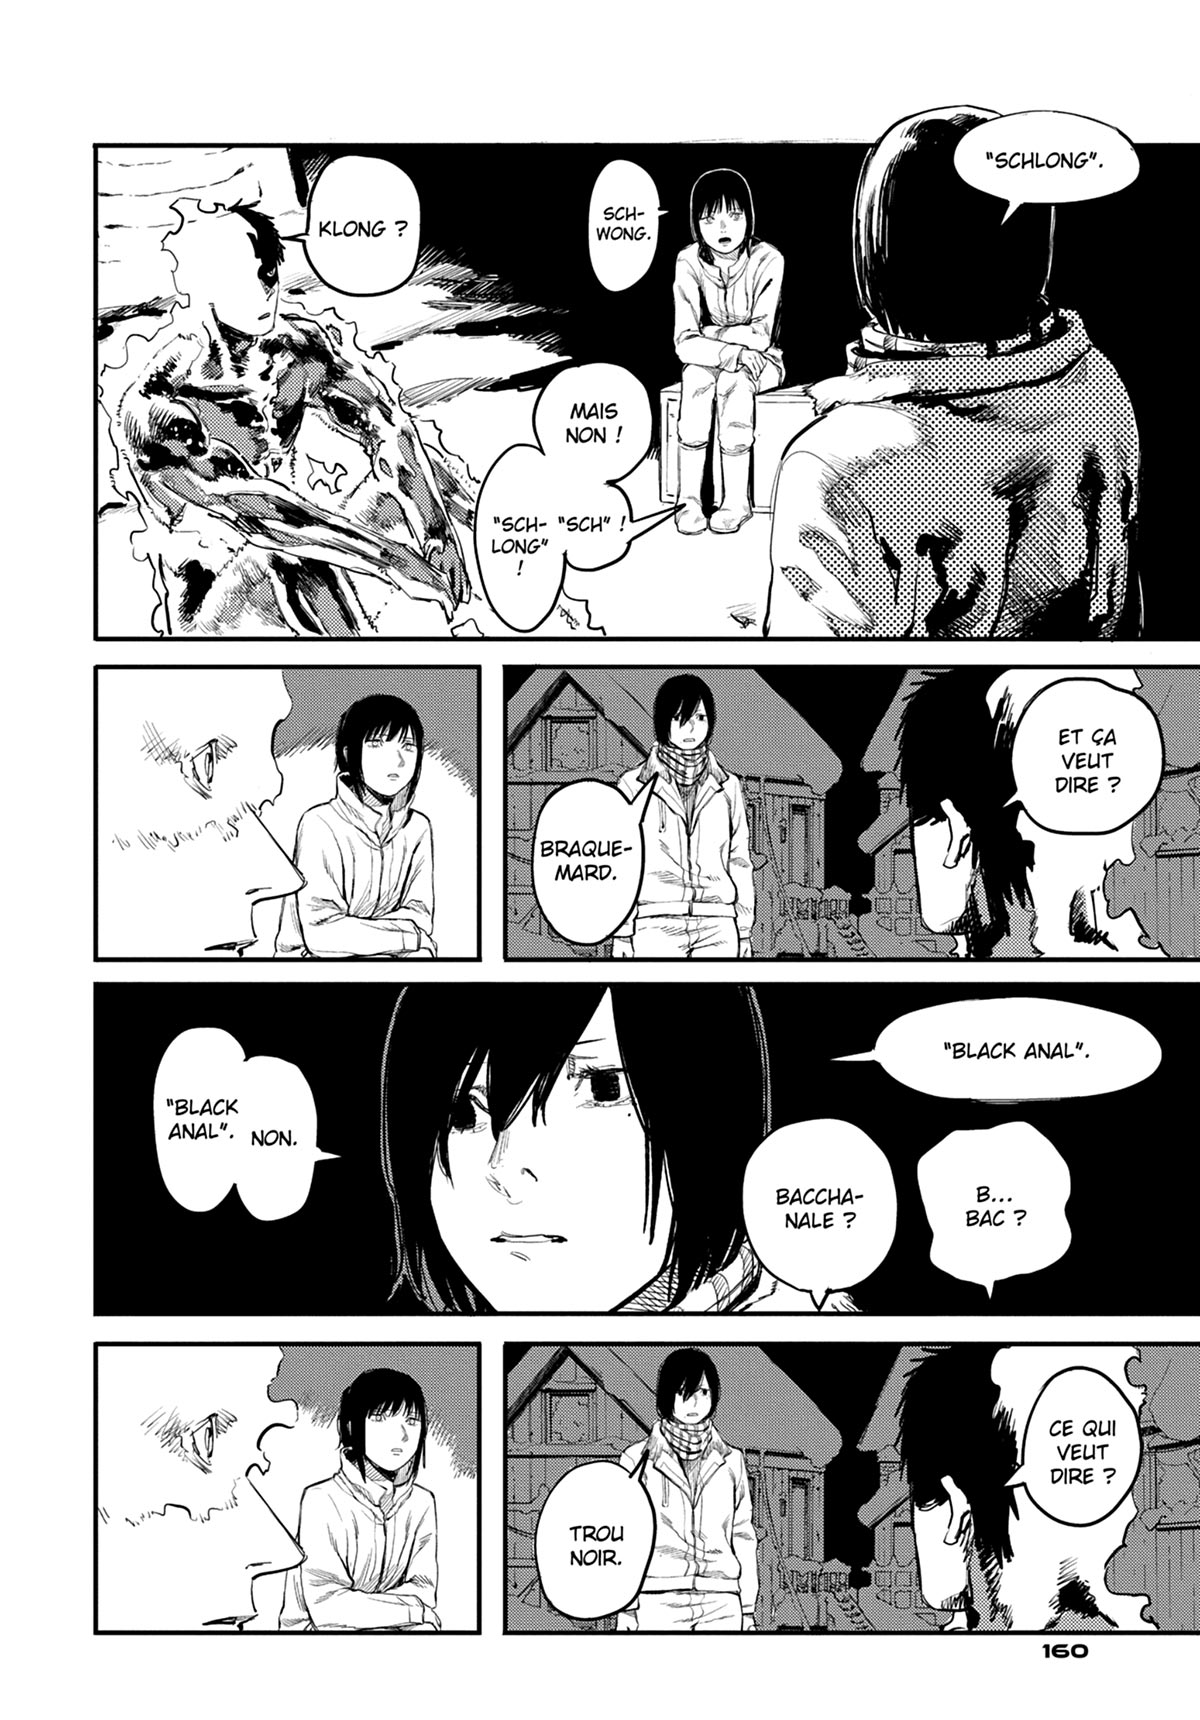 "SCHLONG".
SCH-
WONG.
KLONG ?
MAIS
NON !
"SCH" !
"SCH-
LONG"
!
ET ÇA
VEUT
DIRE ?
BRAQUE-
MARD.
"BLACK ANAL".
B...
BAC ?
BACCHA-
NALE ?
NON.
"BLACK
ANAL".
CE QUI
VEUT
DIRE ?
TROU
NOIR.
160